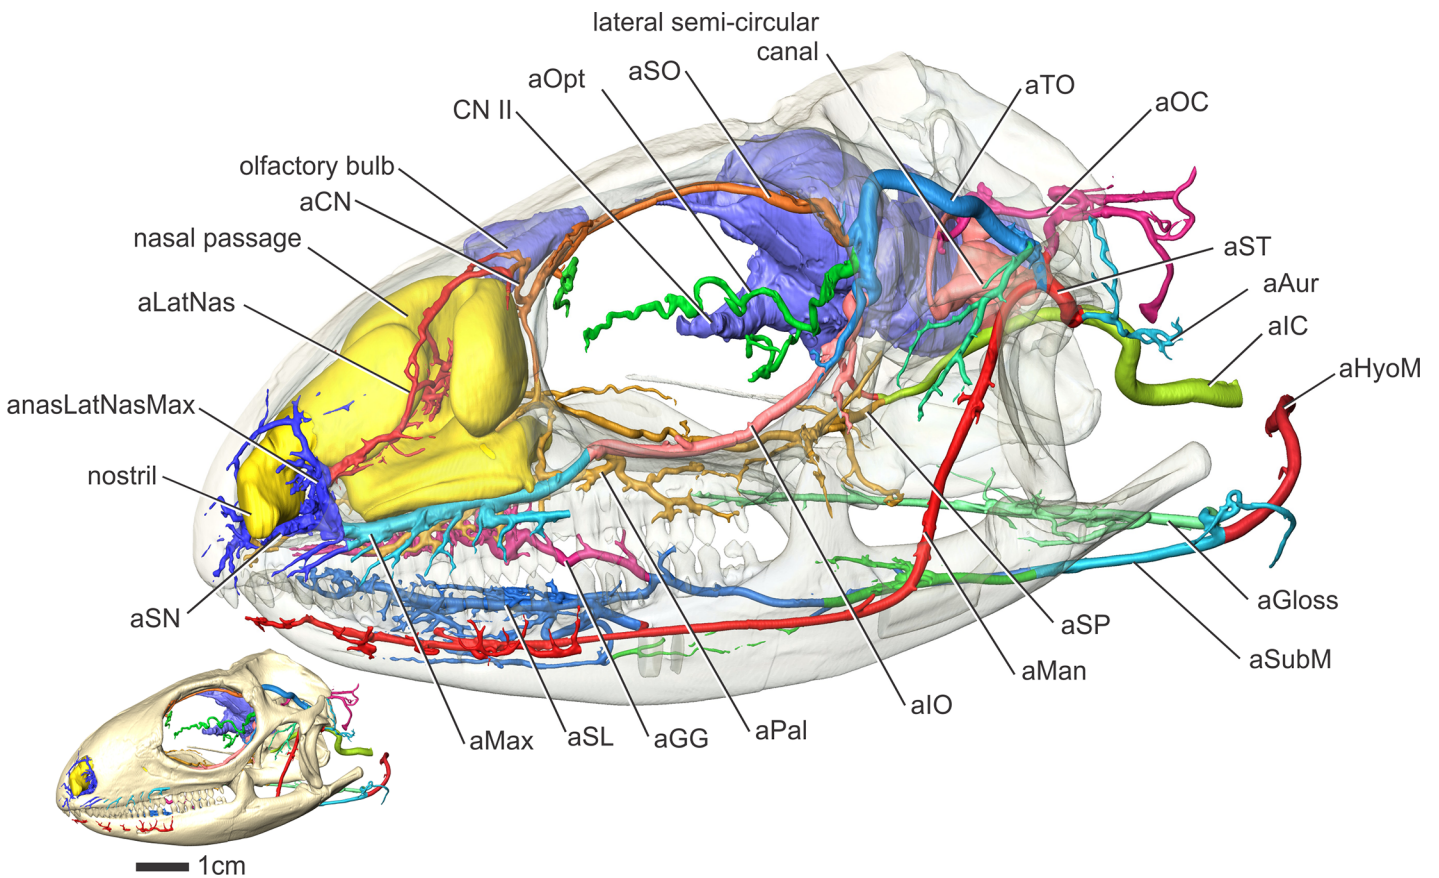 lateral semi-circular
canal
aOpt
aSO
CN II
aTO
aOC
olfactory bulb
aCN
nasal passage
aLatNas
anasLatNasMax
nostril
aSN
aST
aAur
aIC
aHyoM
aGloss
aSubM
aSP
aMan
aIO
aPal
aGG
aSL
aMax
1cm